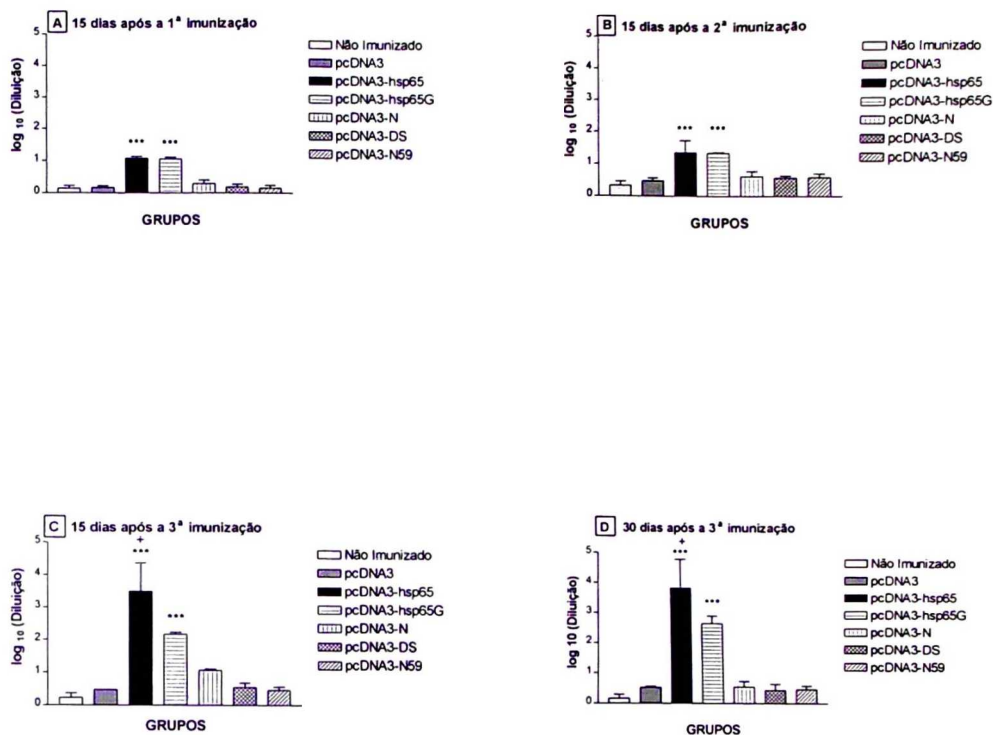 A 15 dias após a 1ª imunização
5
4
3
2
1
0
log 10 (Diluição)
GRUPOS
Não Imunizado
pcDNA3
pcDNA3-hsp65
pcDNA3-hsp65G
pcDNA3-N
pcDNA3-DS
pcDNA3-N59
*** ***
B 15 dias após a 2ª imunização
5
4
3
2
1
0
log 10 (Diluição)
GRUPOS
Não Imunizado
pcDNA3
pcDNA3-hsp65
pcDNA3-hsp65G
pcDNA3-N
pcDNA3-DS
pcDNA3-N59
*** ***
C 15 dias após a 3ª imunização
5
4
3
2
1
0
log 10 (Diluição)
GRUPOS
Não Imunizado
pcDNA3
pcDNA3-hsp65
pcDNA3-hsp65G
pcDNA3-N
pcDNA3-DS
pcDNA3-N59
+
*** ***
D 30 dias após a 3ª imunização
5
4
3
2
1
0
log 10 (Diluição)
GRUPOS
Não Imunizado
pcDNA3
pcDNA3-hsp65
pcDNA3-hsp65G
pcDNA3-N
pcDNA3-DS
pcDNA3-N59
+
*** ***